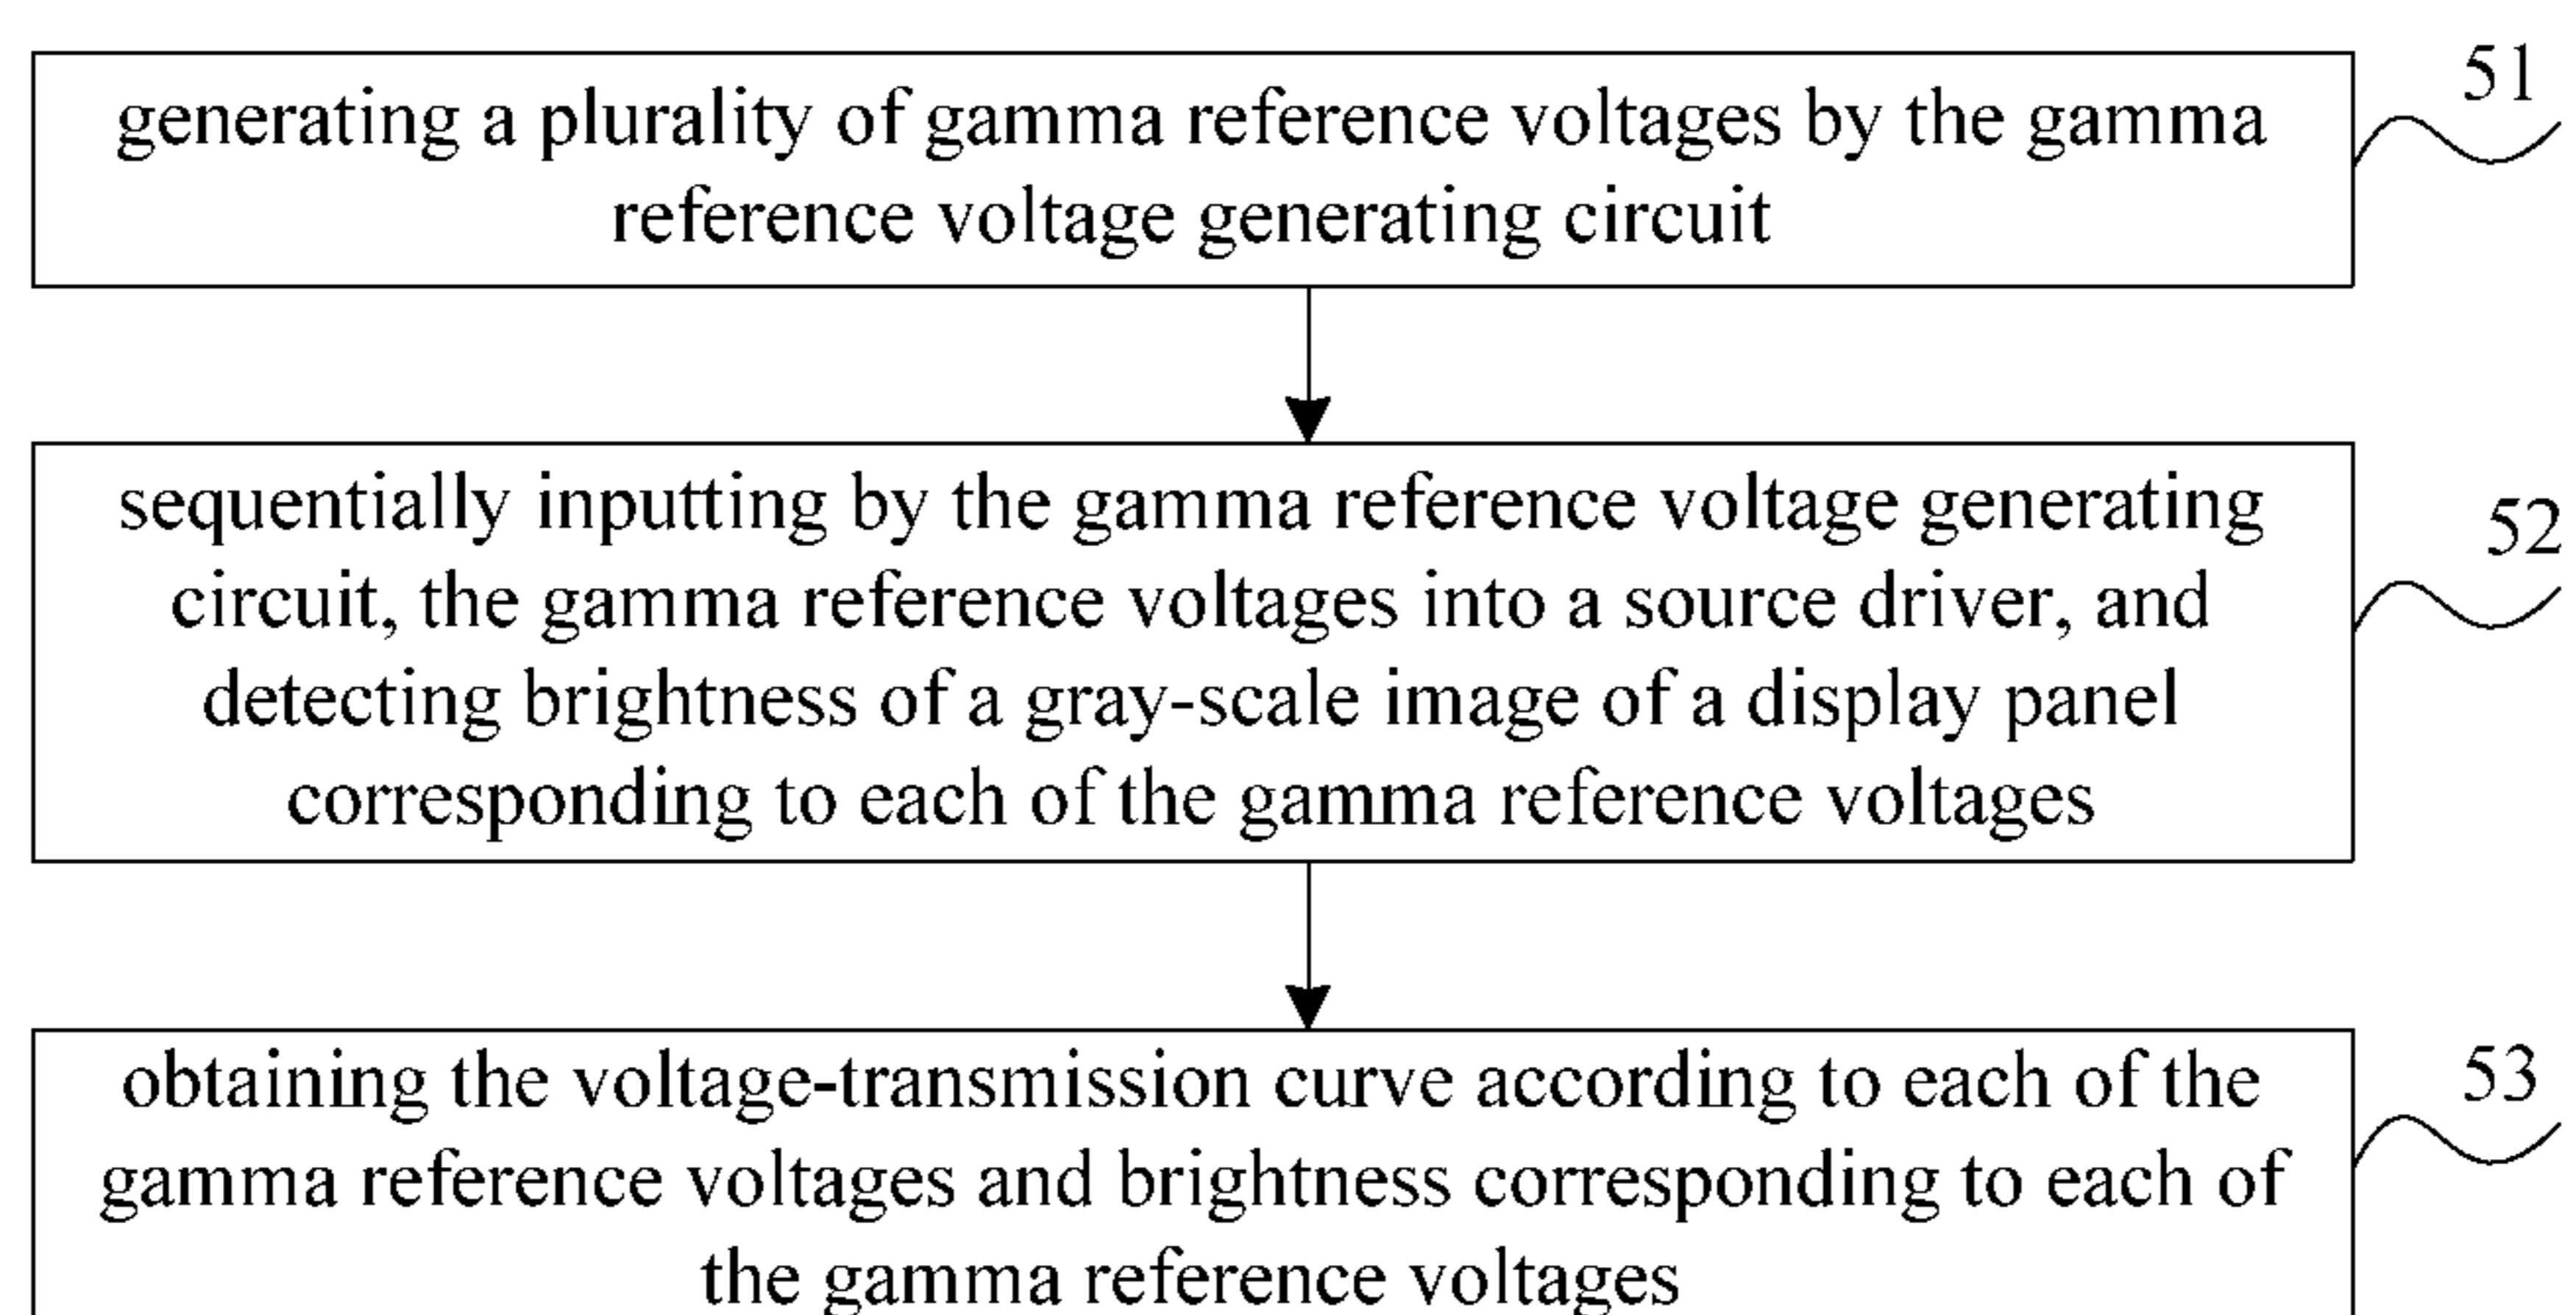 51
generating a plurality of gamma reference voltages by the gamma
reference voltage generating circuit
52
sequentially inputting by the gamma reference voltage generating
circuit, the gamma reference voltages into a source driver, and
detecting brightness of a gray-scale image of a display panel
corresponding to each of the gamma reference voltages
53
obtaining the voltage-transmission curve according to each of the
gamma reference voltages and brightness corresponding to each of
the gamma reference voltages